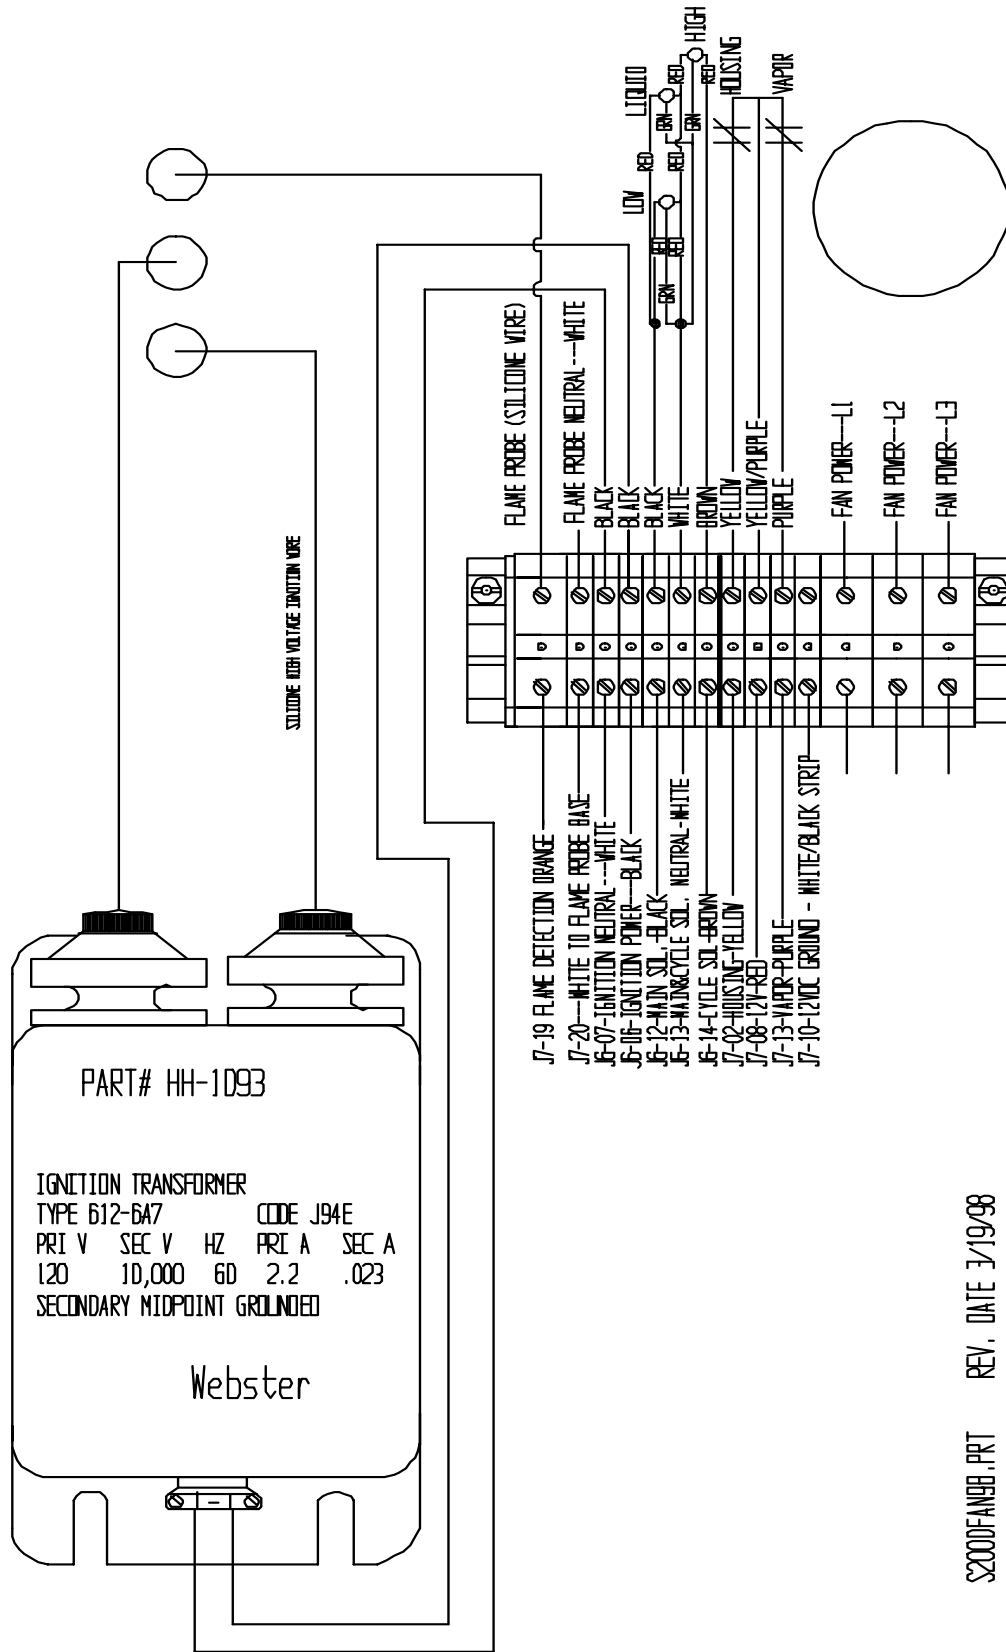 HIGH
LIQUID
RED
RED
HOUSING
VAPOR
GRN
GRN
RED
RED
LOW
RED
RED
GRN
FLAME PROBE (SILICONE WIRE)
FLAME PROBE NEUTRAL---WHITE
BLACK
BLACK
BLACK
WHITE
BROWN
YELLOW
YELLOW/PURPLE
PURPLE
FAN POWER---L1
FAN POWER---L2
FAN POWER---L3
SILICONE HIGH VOLTAGE IGNITION WIRE
J7-19 FLAME DETECTION ORANGE
J7-20---WHITE TO FLAME PROBE BASE
J6-07-IGNITION NEUTRAL---WHITE
J6-06-IGNITION POWER---BLACK
J6-12-MAIN SOL.-BLACK
J6-13-MAIN&CYCLE SOL. NEUTRAL-WHITE
J6-14-CYCLE SOL-BROWN
J7-02-HOUSING-YELLOW
J7-08-12V-RED
J7-13-VAPOR-PURPLE
J7-10-12VDC GROUND - WHITE/BLACK STRIP
PART# HH-1093
IGNITION TRANSFORMER
TYPE 612-6A7 CODE J94E
PRI V SEC V HZ PRI A SEC A
120 10,000 60 2.2 .023
SECONDARY MIDPOINT GROUNDED
Webster
S200DFAN98.PRT REV. DATE 3/19/98